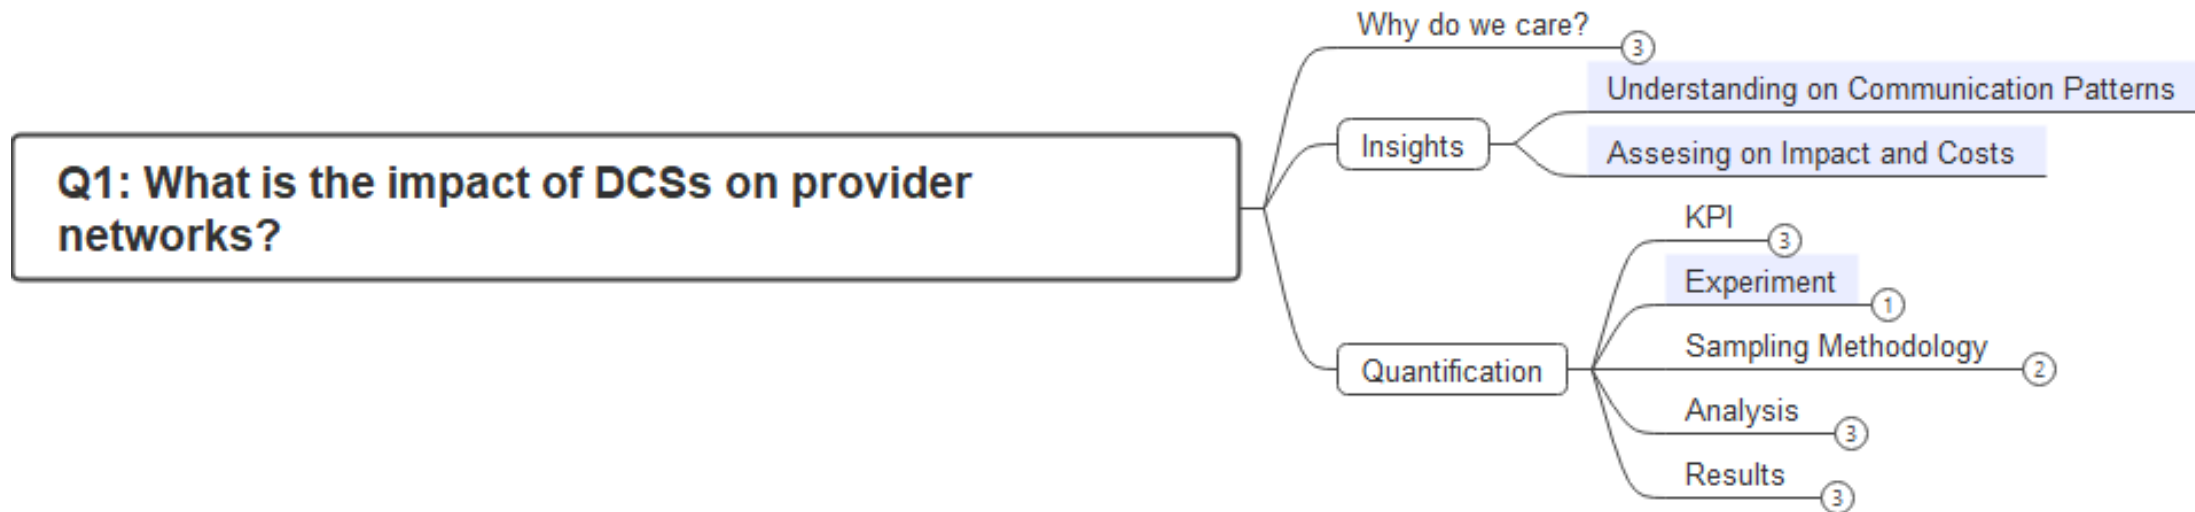 Q1: What is the impact of DCSs on provider
networks?
Why do we care?
3
Insights
Understanding on Communication Patterns
Assesing on Impact and Costs
Quantification
KPI
3
Experiment
1
Sampling Methodology
2
Analysis
3
Results
3